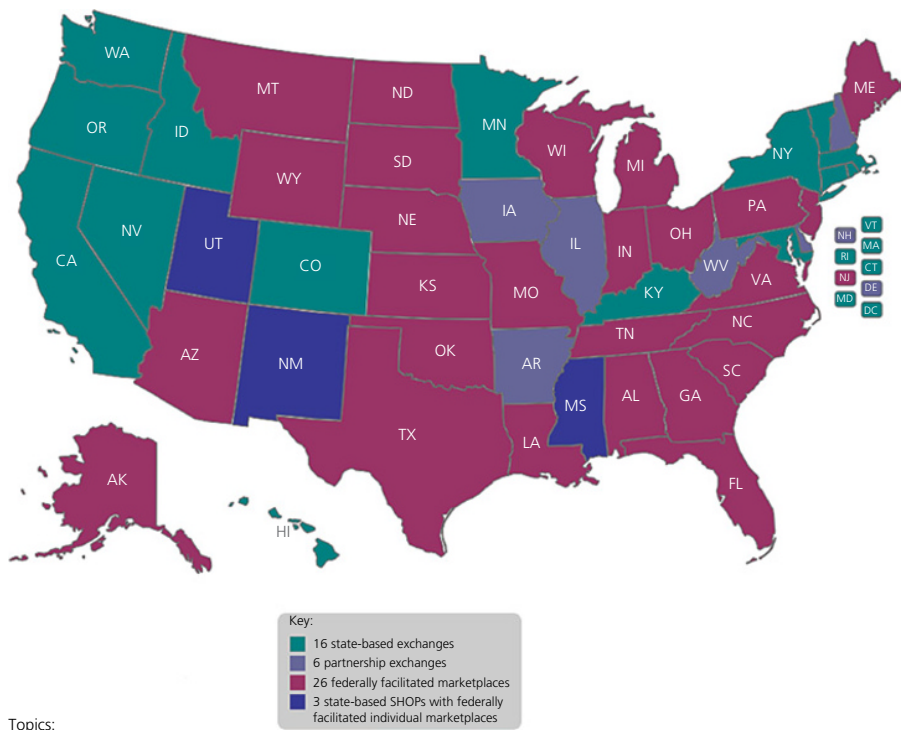 WA
MT
ND
ME
OR
ID
MN
WI
MI
NY
SD
WY
IA
NE
PA
NV
UT
IL
IN
OH
NH
VT
CA
CO
WV
MA
RI
KS
MO
KY
VA
CT
NJ
DE
MD
DC
AZ
NM
OK
AR
TN
NC
SC
MS
AL
GA
TX
LA
FL
AK
HI
Key:
16 state-based exchanges
6 partnership exchanges
26 federally facilitated marketplaces
3 state-based SHOPs with federally
facilitated individual marketplaces
Topics: